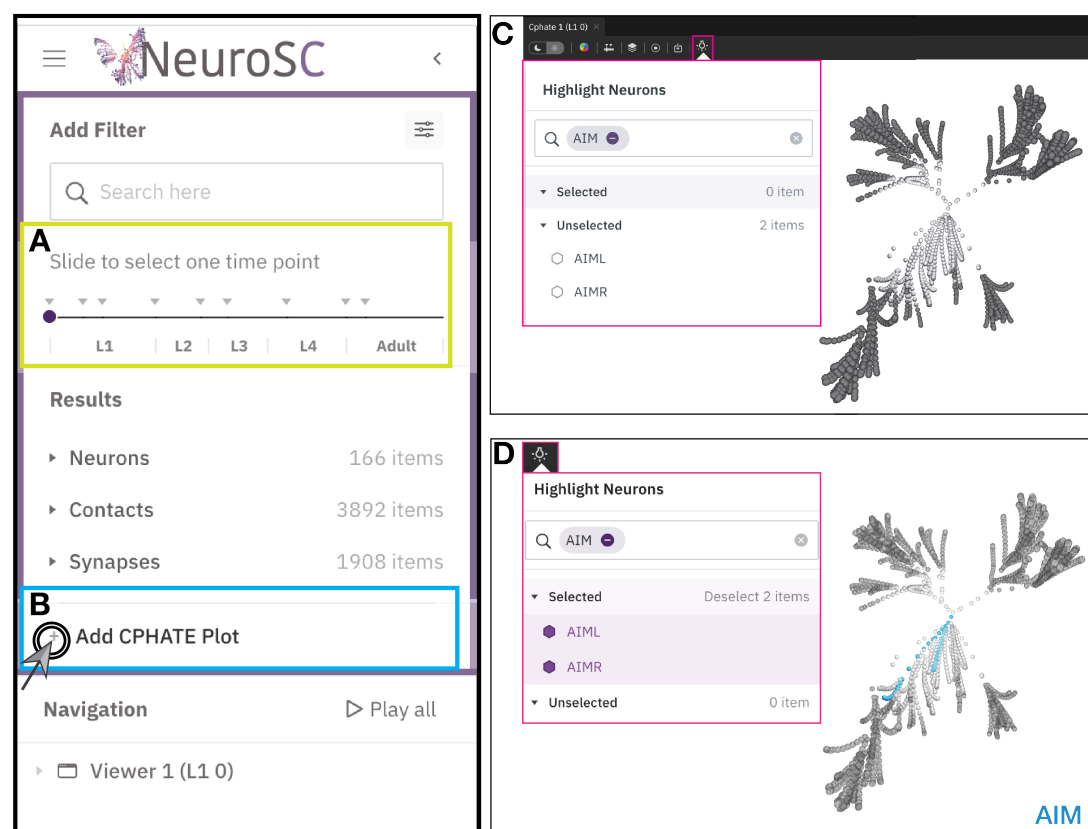 NeuroSC
Add Filter
Search here
A
Slide to select one time point
L1 L2 L3 L4 Adult
Results
Neurons 166 items
Contacts 3892 items
Synapses 1908 items
B
Add CPHATE Plot
Navigation Play all
Viewer 1 (L1 0)
C
Cphate 1 (L1 0)
Highlight Neurons
AIM
Selected 0 item
Unselected 2 items
AIML
AIMR
D
Highlight Neurons
AIM
Selected Deselect 2 items
AIML
AIMR
Unselected 0 item
AIM